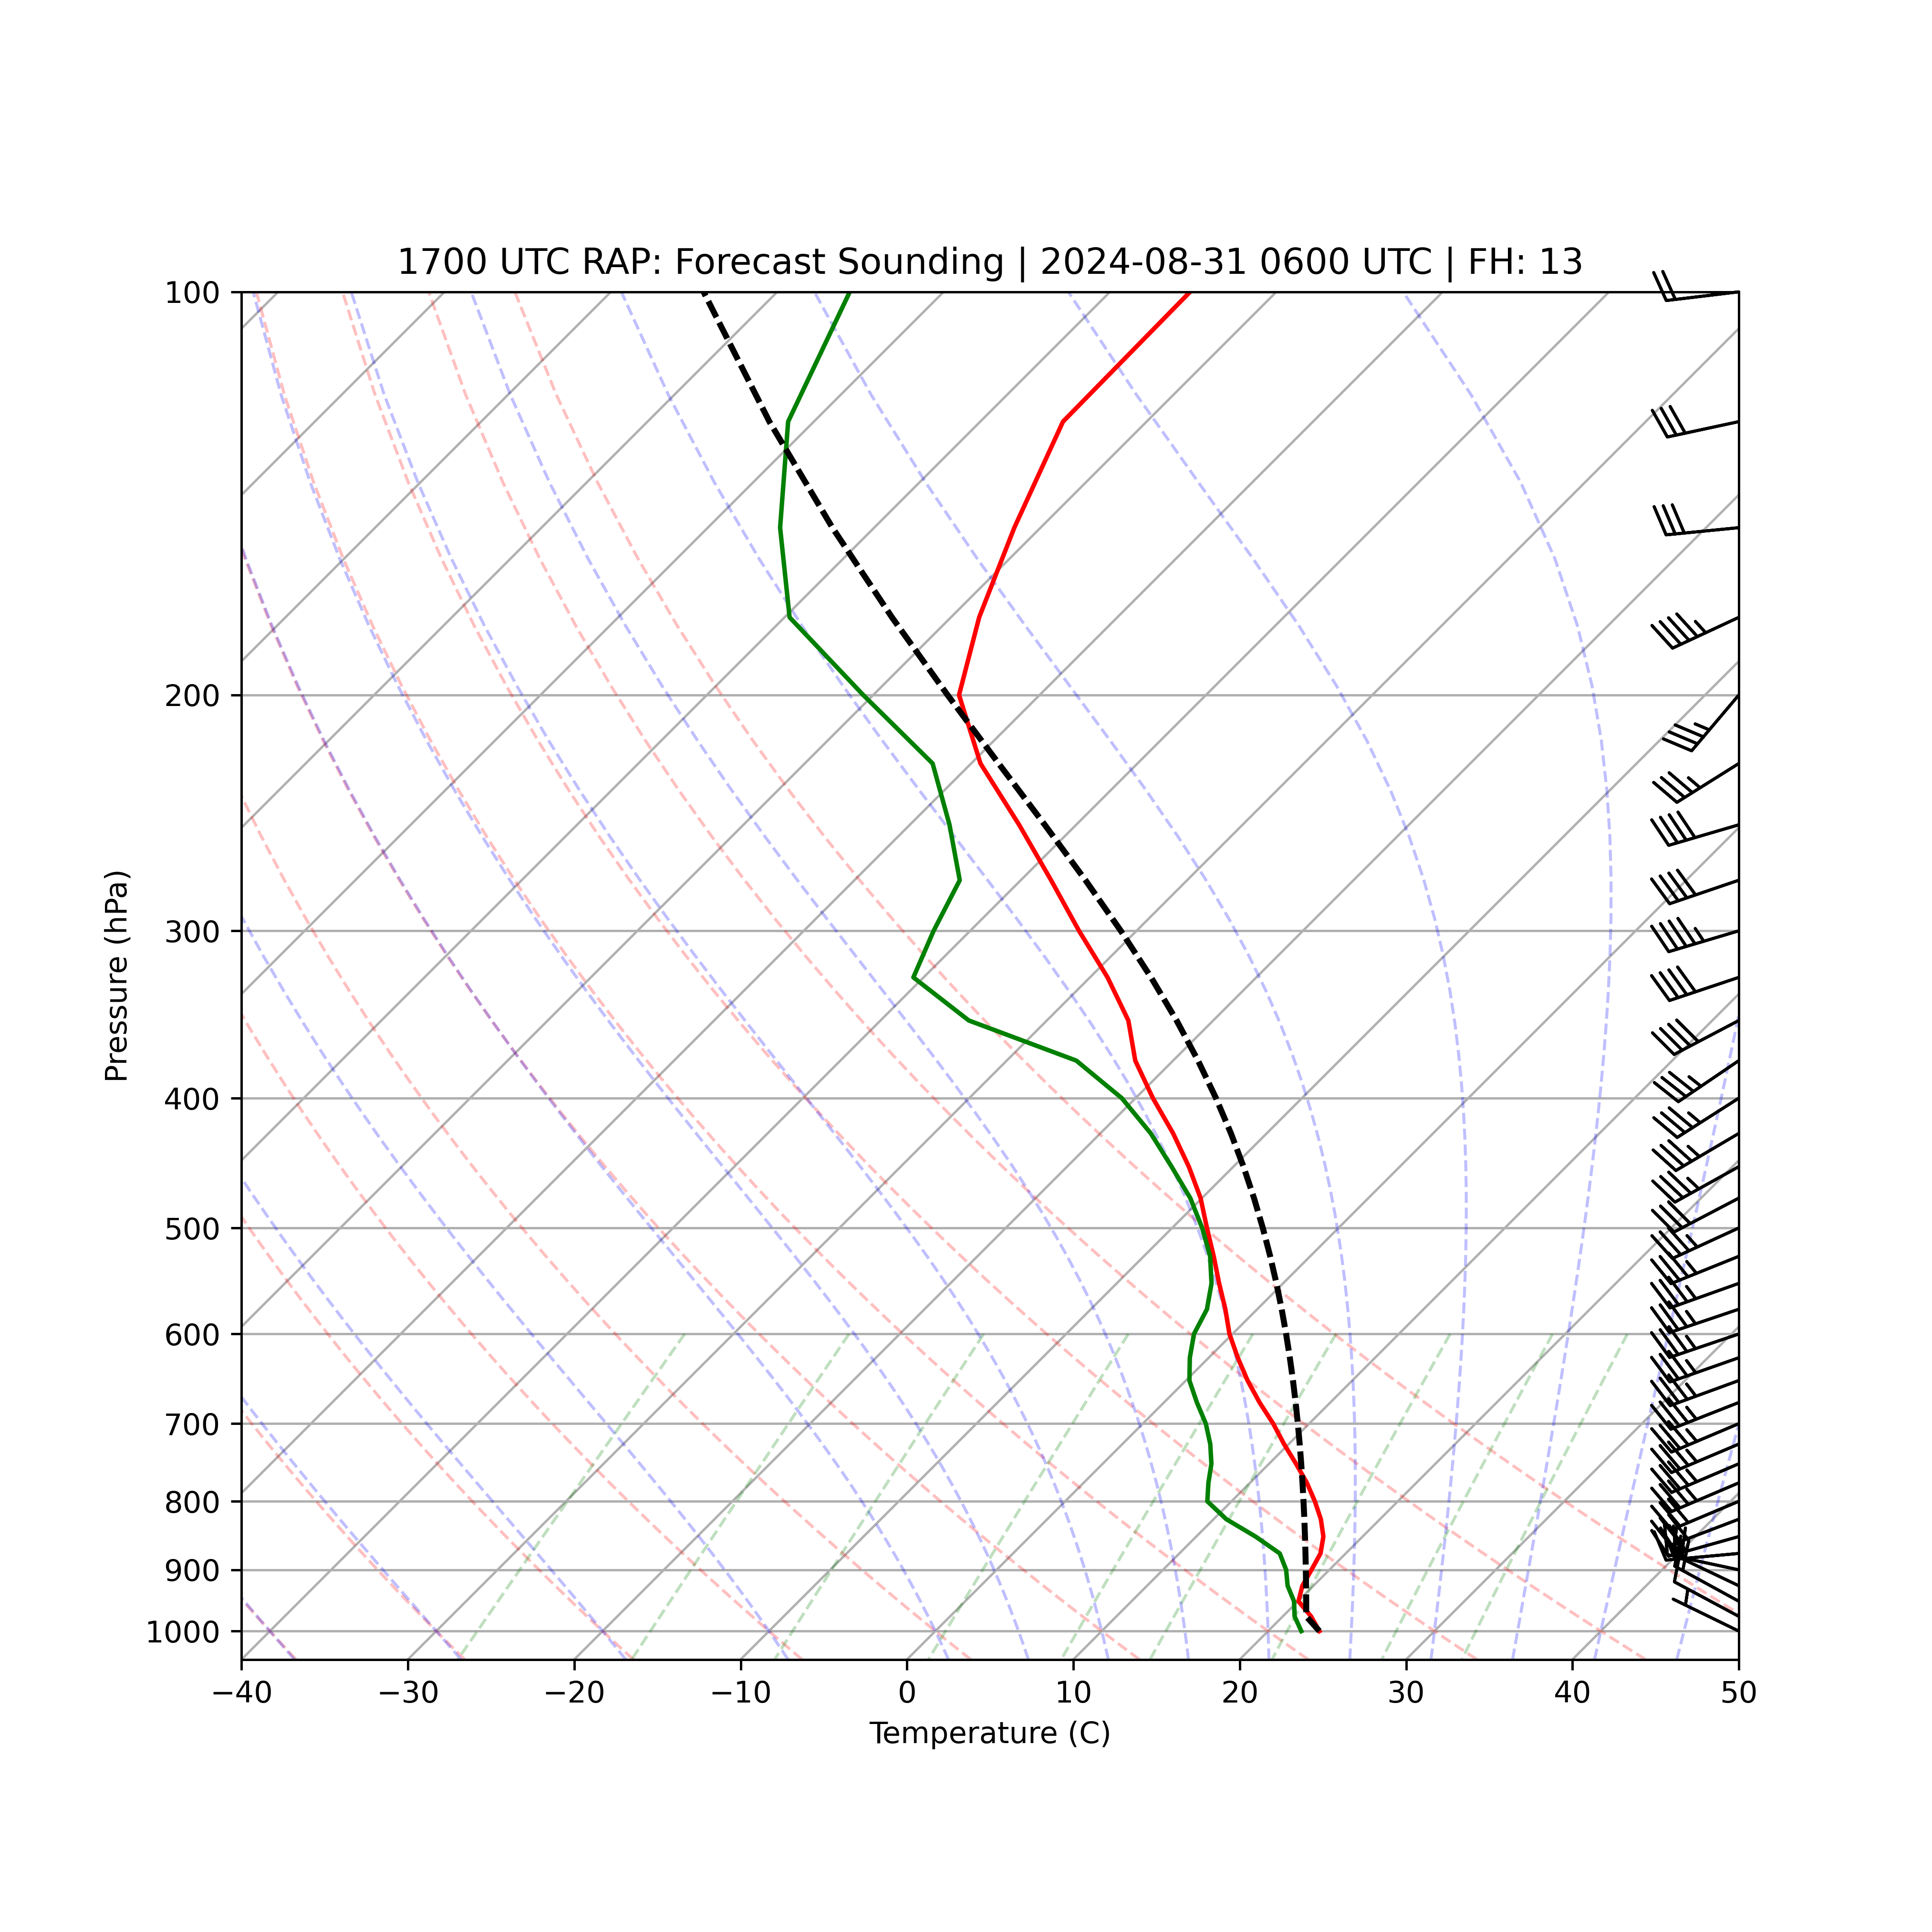 1700 UTC RAP: Forecast Sounding | 2024-08-31 0600 UTC | FH: 13
100
200
300
400
500
600
700
800
900
1000
Pressure (hPa)
−40 −30 −20 −10 0 10 20 30 40 50
Temperature (C)